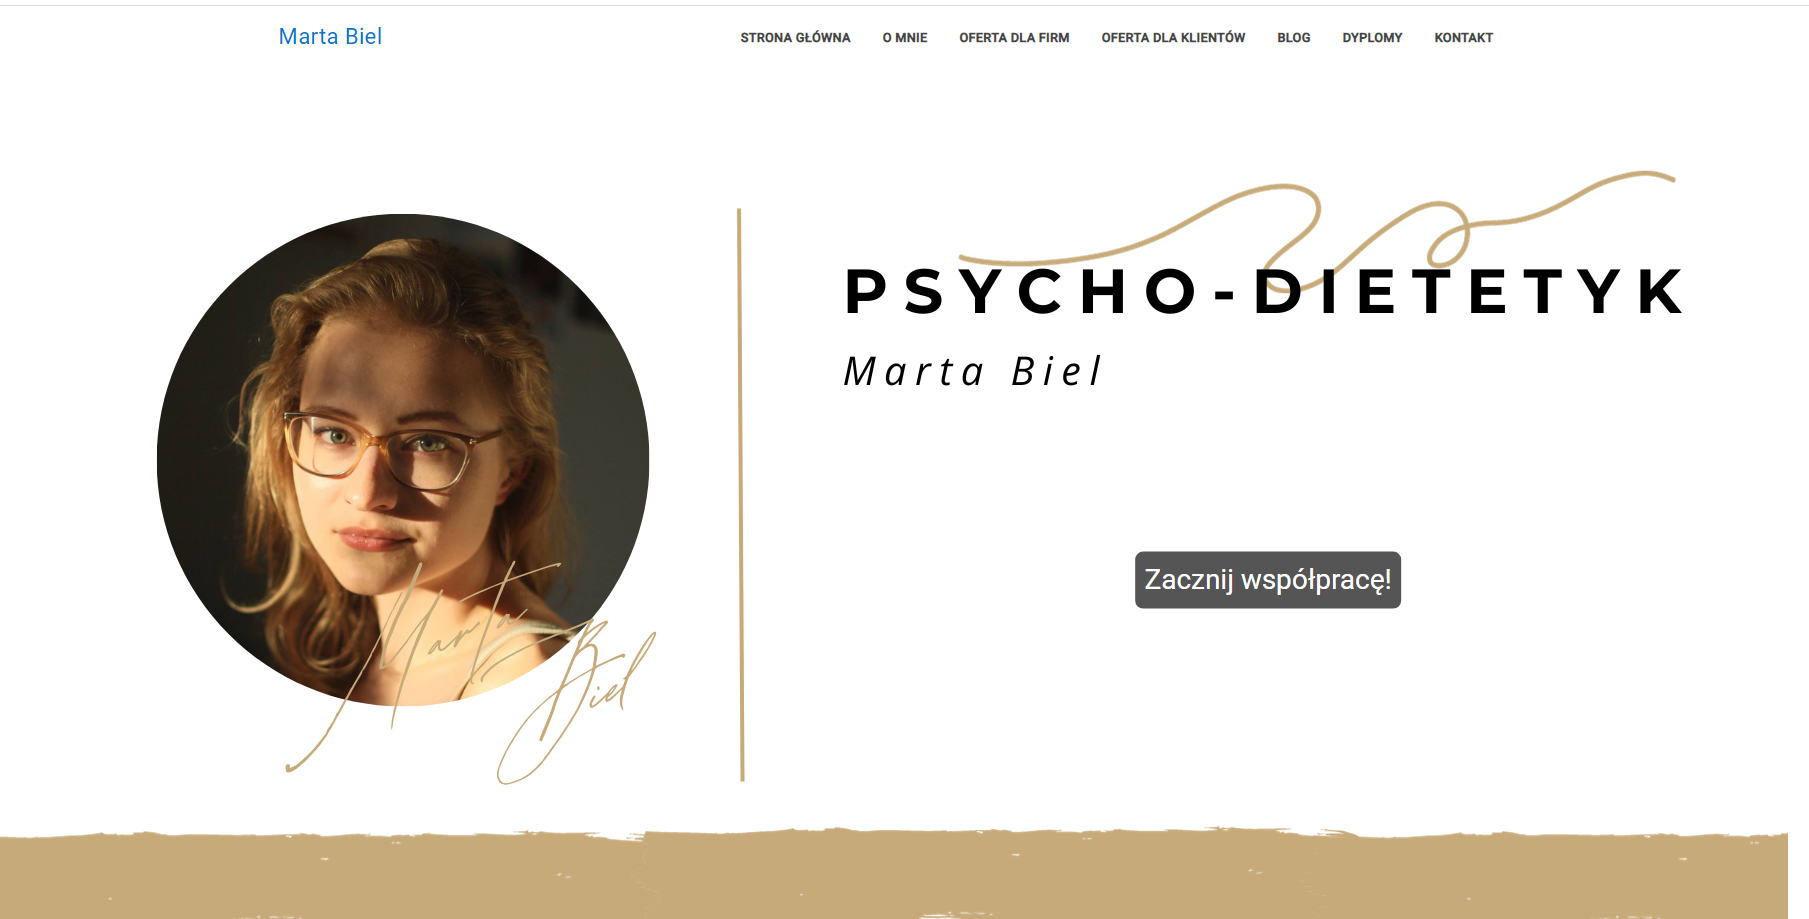 Marta Biel
STRONA GŁÓWNA O MNIE OFERTA DLA FIRM OFERTA DLA KLIENTÓW BLOG DYPLOMY KONTAKT
PSYCHO-DIETETYK
Marta Biel
Zacznij współpracę!
Marta
Biel